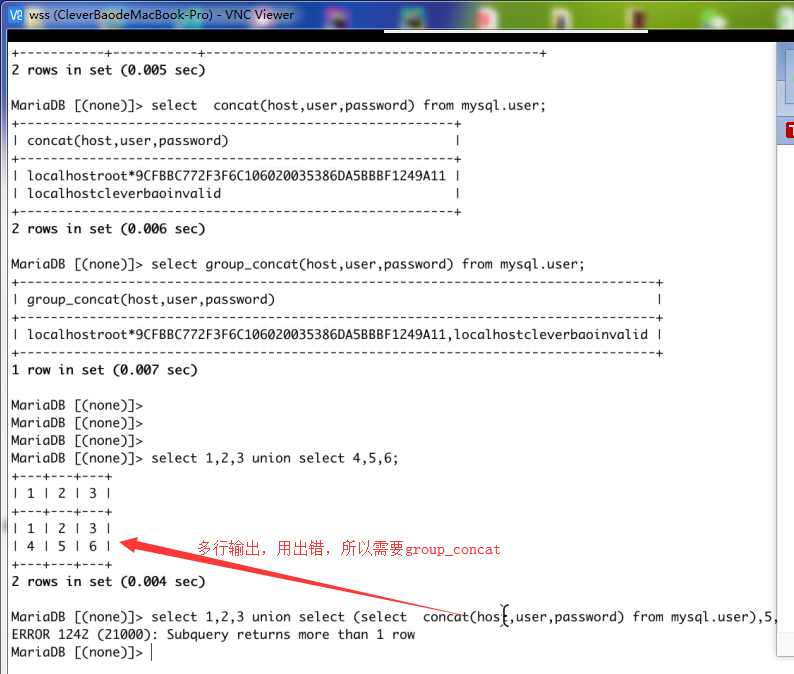 wss (CleverBaodeMacBook-Pro) - VNC Viewer
+-----------+----------+-------------------------------------------+
2 rows in set (0.005 sec)
MariaDB [(none)]> select  concat(host,user,password) from mysql.user;
+--------------------------------------------------------+
| concat(host,user,password)                             |
+--------------------------------------------------------+
| localhostroot*9CFBBC772F3F6C106020035386DA5BBBF1249A11 |
| localhostcleverbaoinvalid                              |
+--------------------------------------------------------+
2 rows in set (0.006 sec)
MariaDB [(none)]> select group_concat(host,user,password) from mysql.user;
+----------------------------------------------------------------------------------+
| group_concat(host,user,password)                                                 |
+----------------------------------------------------------------------------------+
| localhostroot*9CFBBC772F3F6C106020035386DA5BBBF1249A11,localhostcleverbaoinvalid |
+----------------------------------------------------------------------------------+
1 row in set (0.007 sec)
MariaDB [(none)]>
MariaDB [(none)]>
MariaDB [(none)]>
MariaDB [(none)]> select 1,2,3 union select 4,5,6;
+---+---+---+
| 1 | 2 | 3 |
+---+---+---+
| 1 | 2 | 3 |
| 4 | 5 | 6 |
+---+---+---+
多行输出，用出错，所以需要group_concat
2 rows in set (0.004 sec)
MariaDB [(none)]> select 1,2,3 union select (select  concat(host,user,password) from mysql.user),5,
ERROR 1242 (21000): Subquery returns more than 1 row
MariaDB [(none)]>